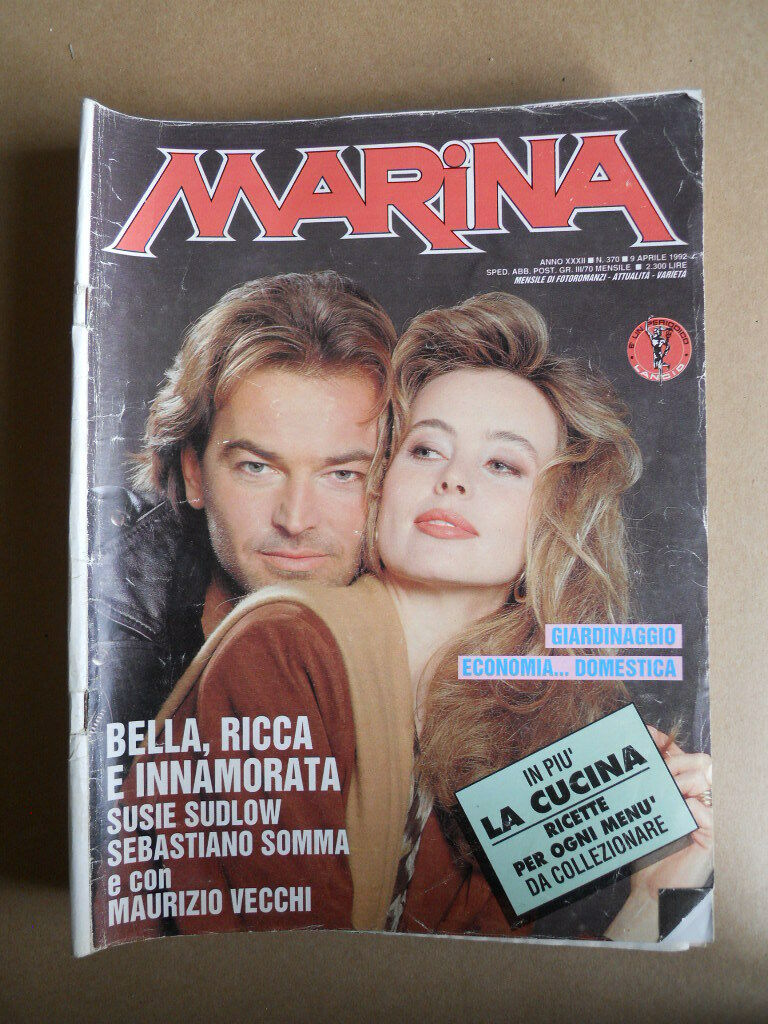 MARiNA
ANNO XXXII ■ N. 370 ■ 9 APRILE 1992
SPED. ABB. POST. GR. III/70 MENSILE ■ 2.300 LIRE
MENSILE DI FOTOROMANZI - ATTUALITÀ - VARIETÀ
E' UN PERIODICO
LANCIO
GIARDINAGGIO
ECONOMIA... DOMESTICA
BELLA, RICCA
E INNAMORATA
SUSIE SUDLOW
SEBASTIANO SOMMA
e con
MAURIZIO VECCHI
IN PIU'
LA CUCINA
RICETTE
PER OGNI MENU'
DA COLLEZIONARE